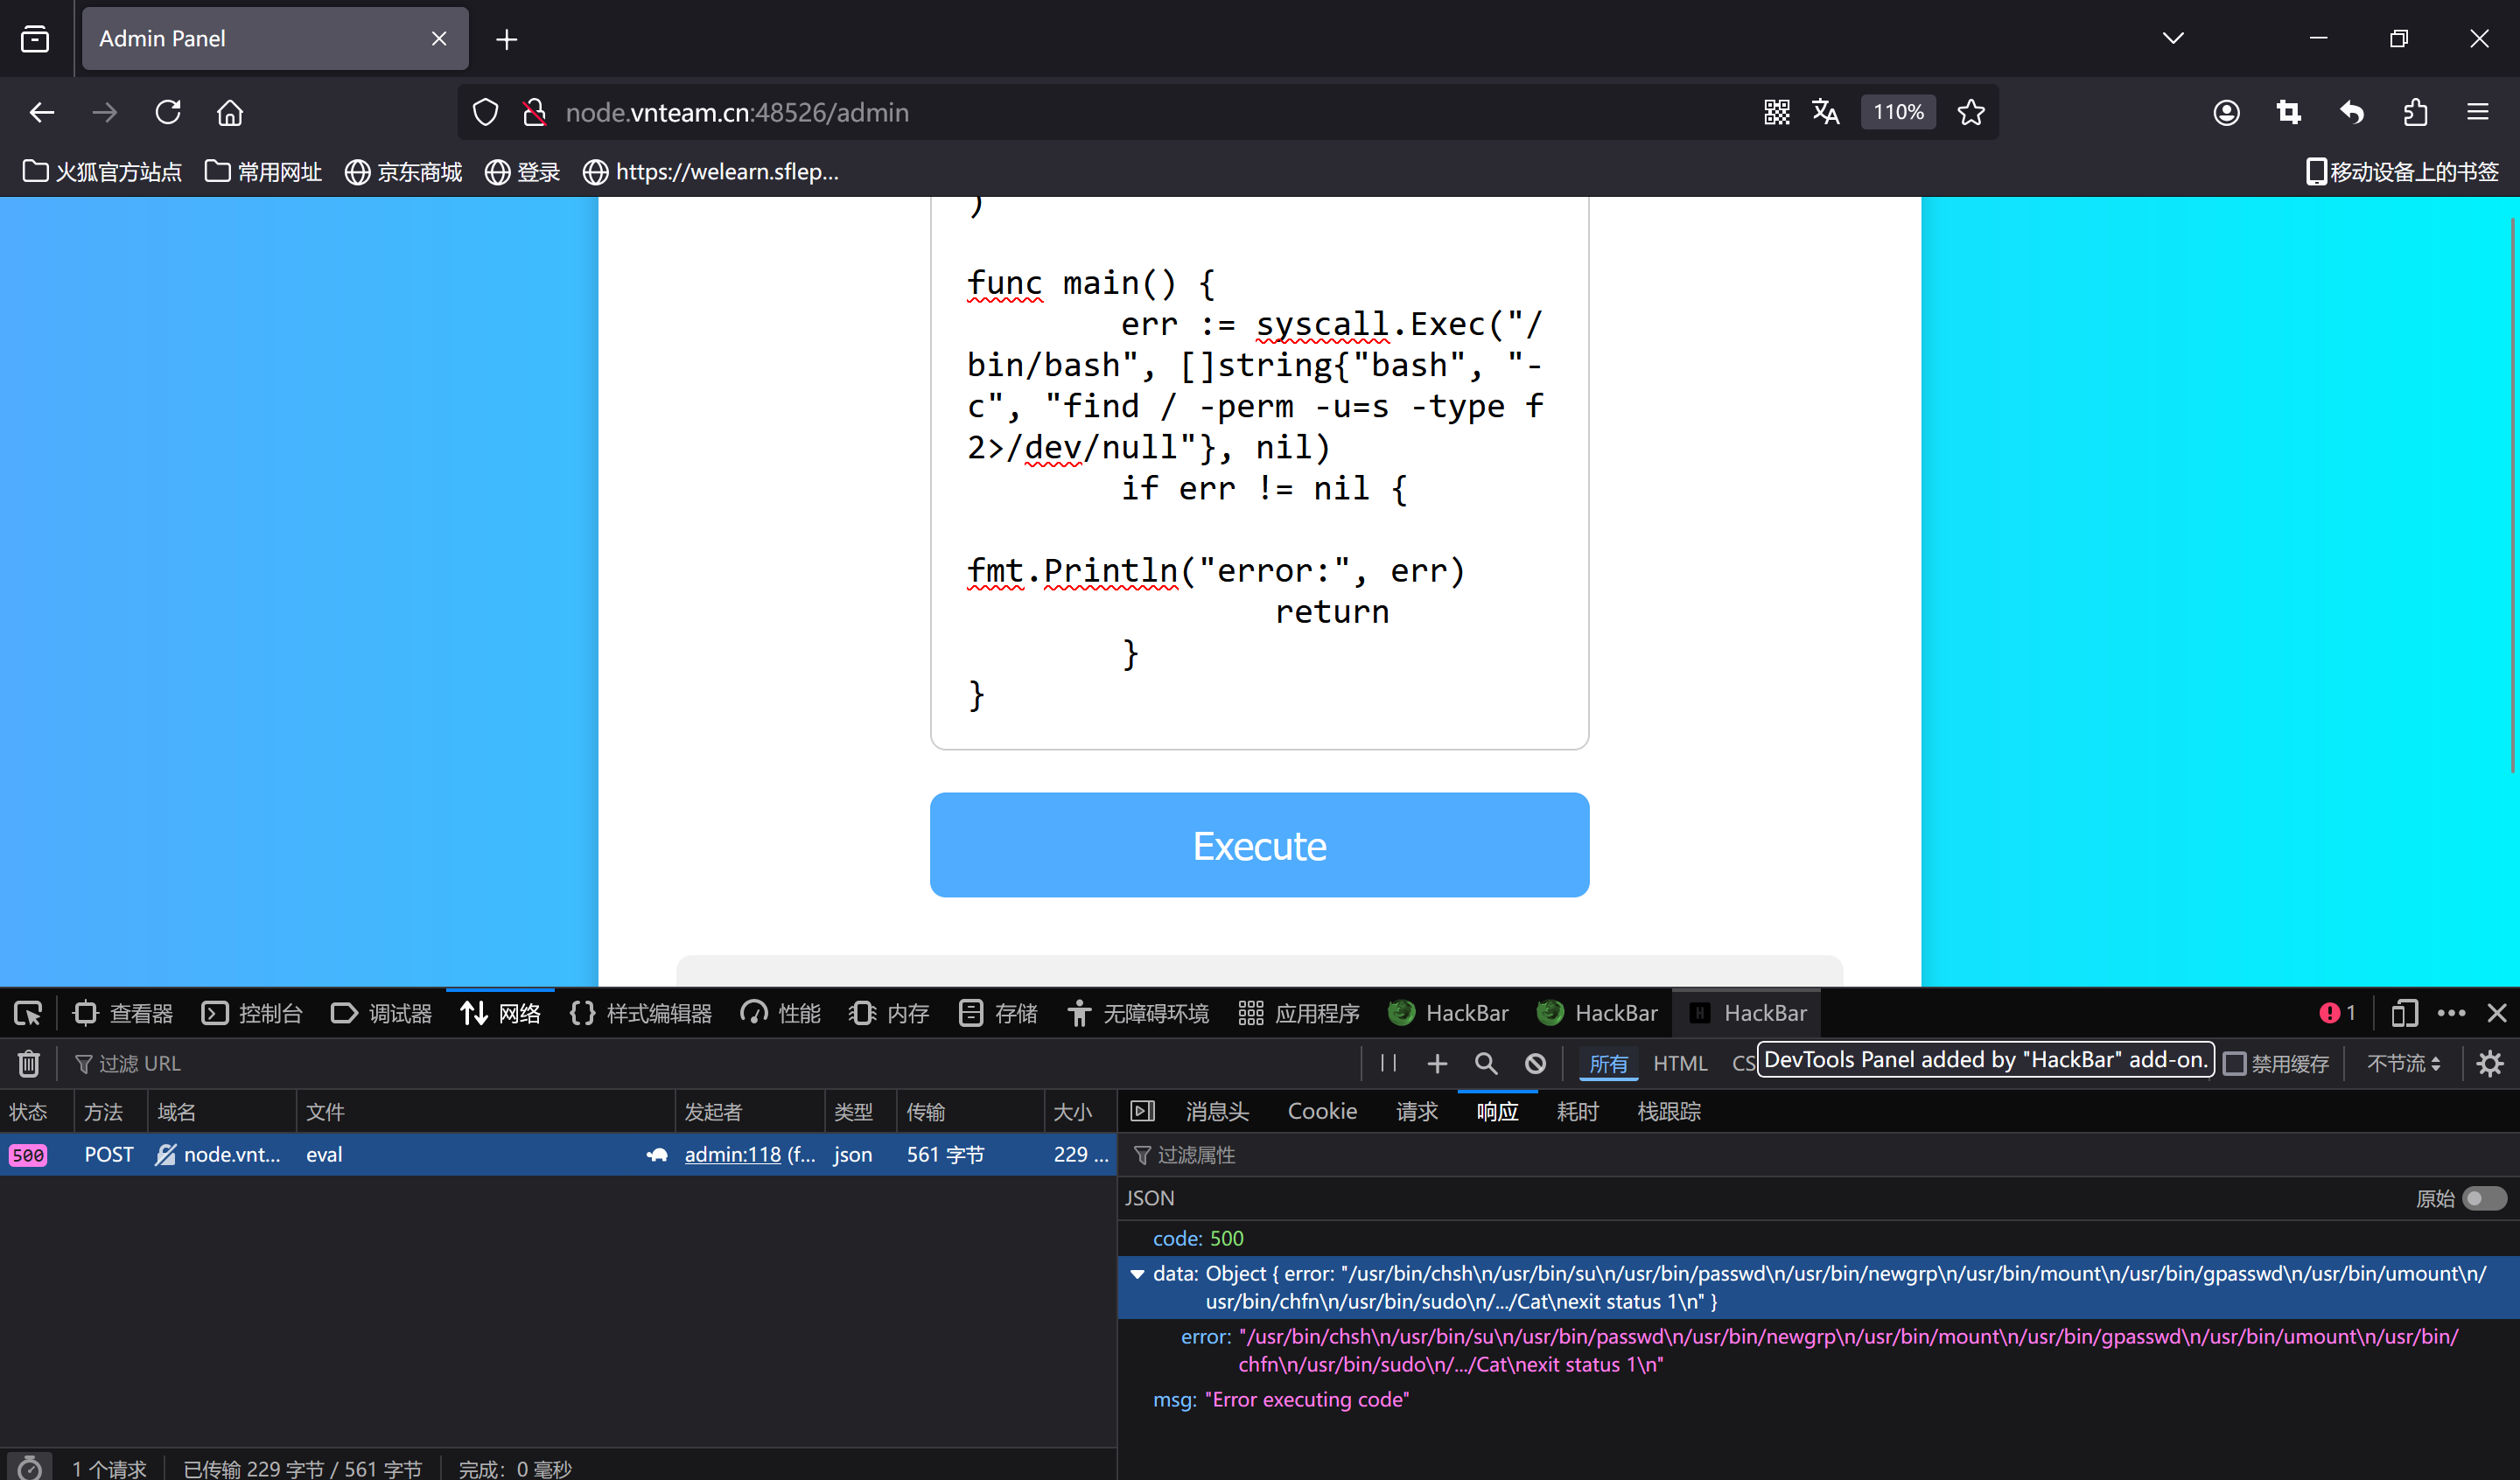 Admin Panel
node.vnteam.cn:48526/admin
110%
火狐官方站点
常用网址
京东商城
登录
https://welearn.sflep...
移动设备上的书签
)
func main() {
err := syscall.Exec("/
bin/bash", []string{"bash", "-
c", "find / -perm -u=s -type f
2>/dev/null"}, nil)
if err != nil {
fmt.Println("error:", err)
return
}
}
Execute
查看器
控制台
调试器
网络
样式编辑器
性能
内存
存储
无障碍环境
应用程序
HackBar
HackBar
HackBar
1
过滤 URL
所有
HTML
CS
DevTools Panel added by "HackBar" add-on.
禁用缓存
不节流
状态
方法
域名
文件
发起者
类型
传输
大小
消息头
Cookie
请求
响应
耗时
栈跟踪
500
POST
node.vnt...
eval
admin:118 (f...
json
561 字节
229 ...
过滤属性
JSON
原始
code: 500
data: Object { error: "/usr/bin/chsh\n/usr/bin/su\n/usr/bin/passwd\n/usr/bin/newgrp\n/usr/bin/mount\n/usr/bin/gpasswd\n/usr/bin/umount\n/
usr/bin/chfn\n/usr/bin/sudo\n/.../Cat\nexit status 1\n" }
error: "/usr/bin/chsh\n/usr/bin/su\n/usr/bin/passwd\n/usr/bin/newgrp\n/usr/bin/mount\n/usr/bin/gpasswd\n/usr/bin/umount\n/usr/bin/
chfn\n/usr/bin/sudo\n/.../Cat\nexit status 1\n"
msg: "Error executing code"
1 个请求
已传输 229 字节 / 561 字节
完成：0 毫秒